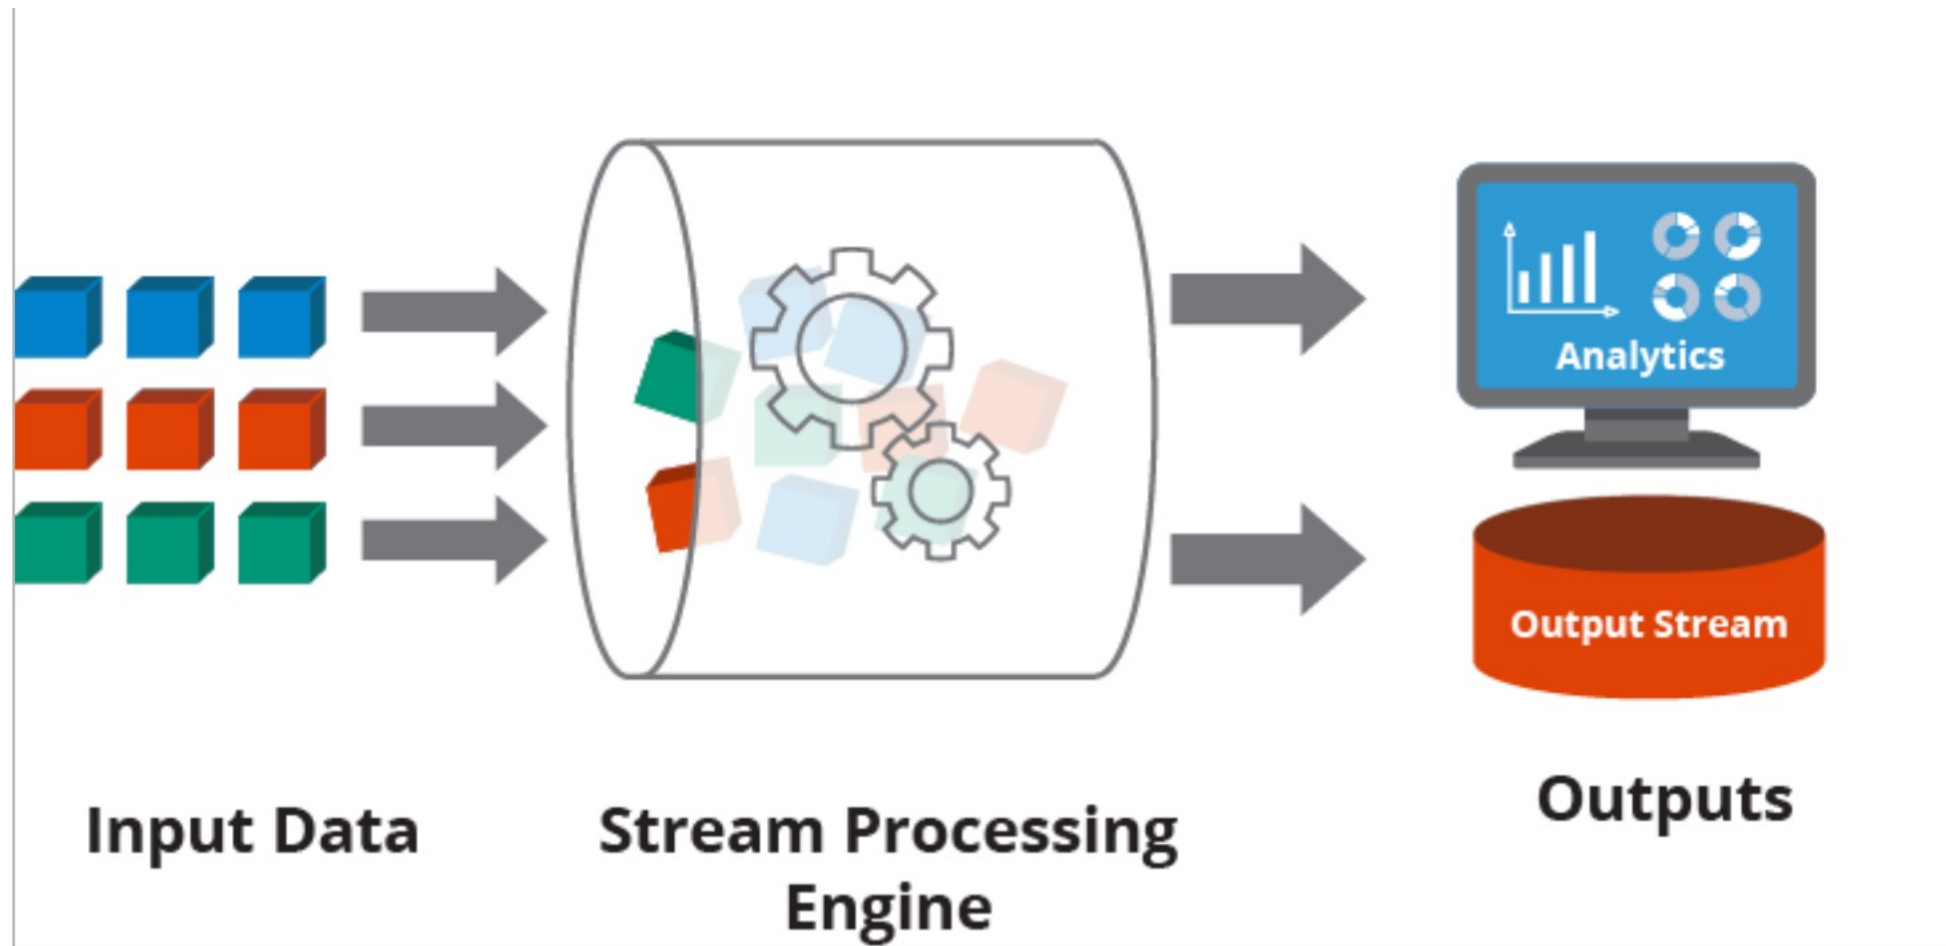 Analytics
Output Stream
Input Data
Stream Processing
Engine
Outputs